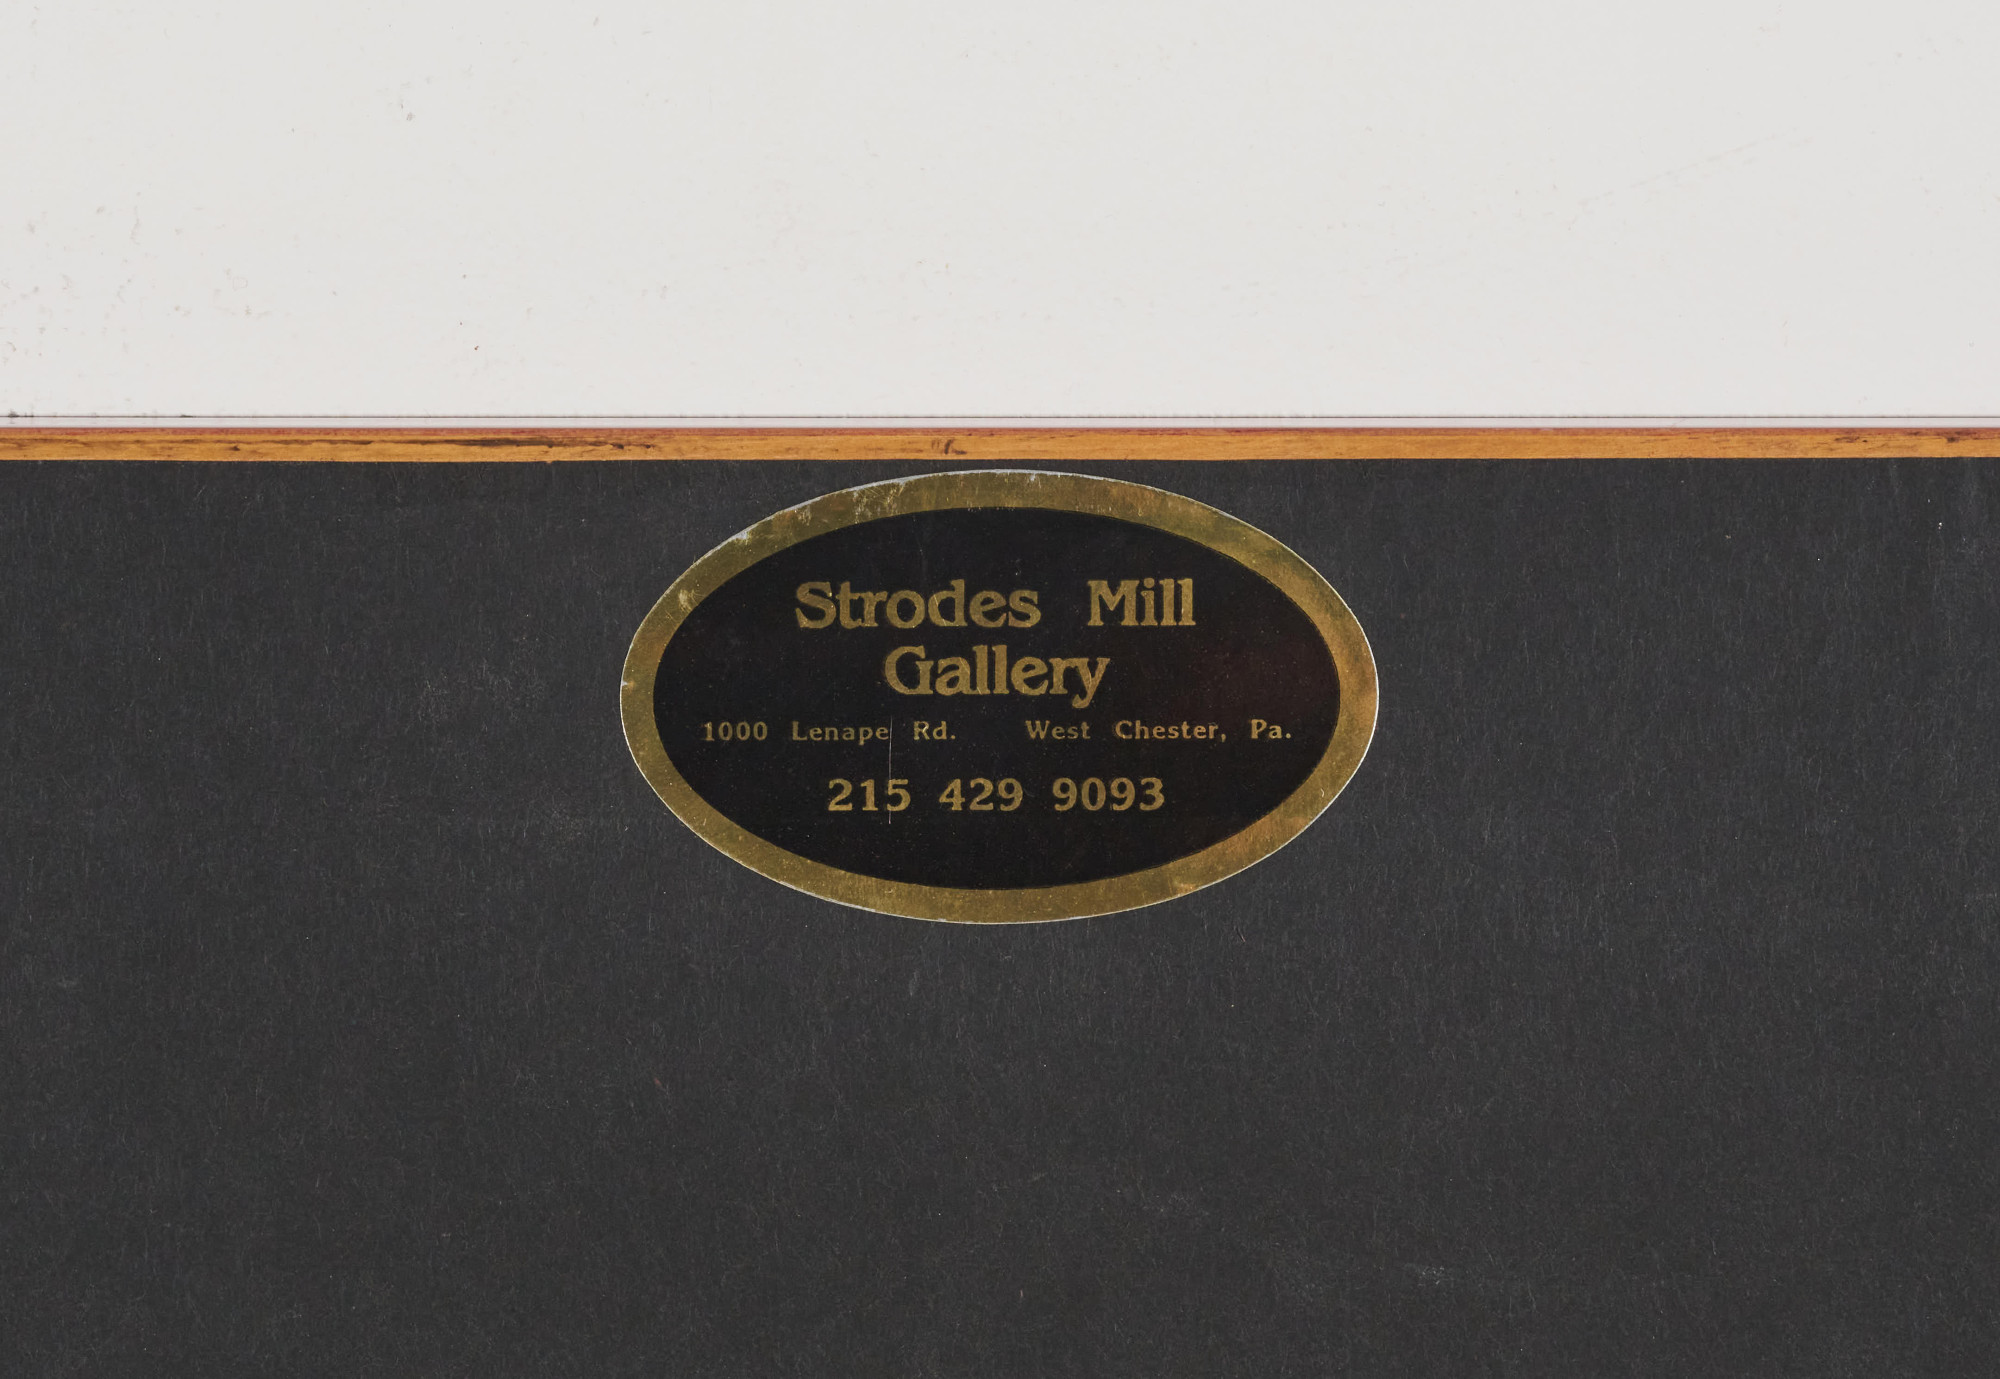 Strodes Mill
Gallery
1000 Lenape Rd. West Chester, Pa.
215 429 9093